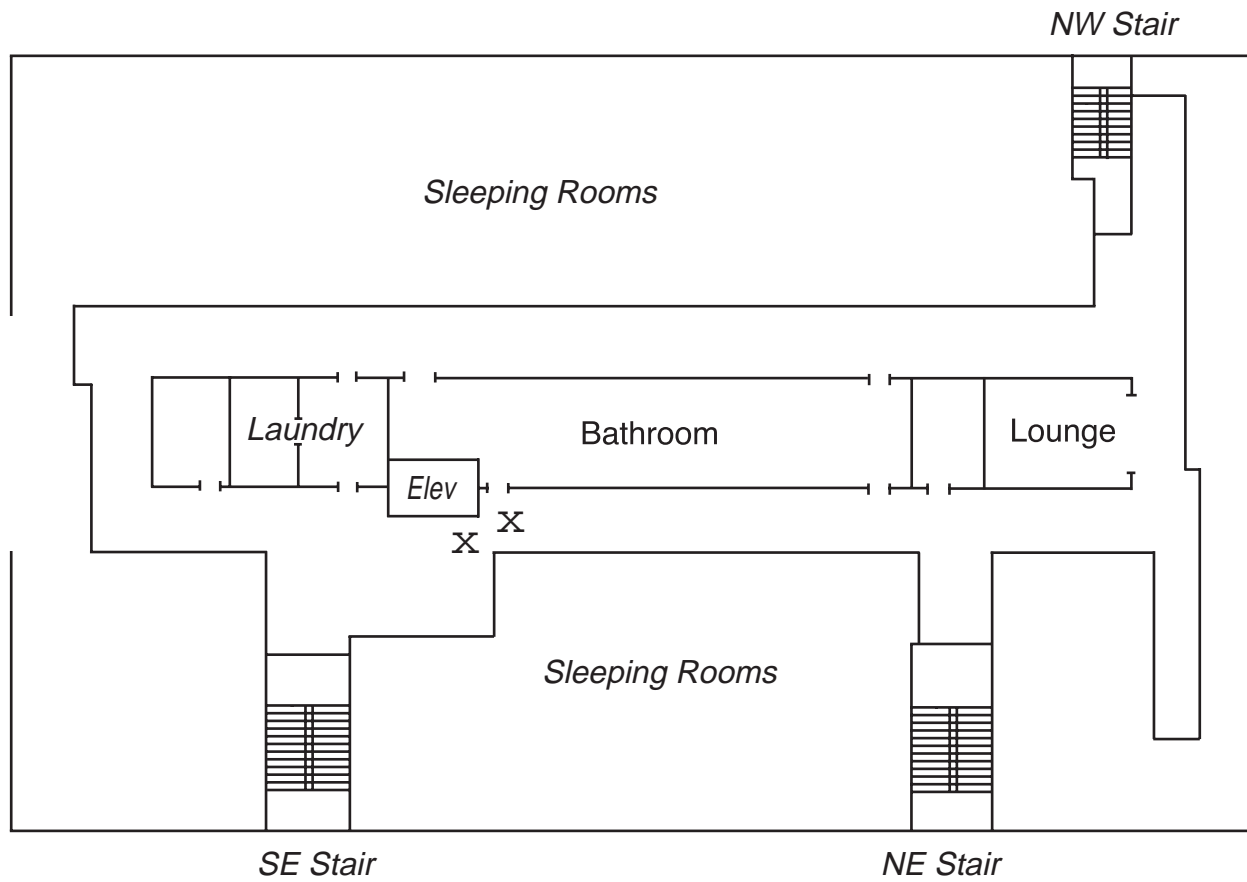 NW Stair
Sleeping Rooms
Laundry
Bathroom
Lounge
Elev
X
X
Sleeping Rooms
SE Stair
NE Stair